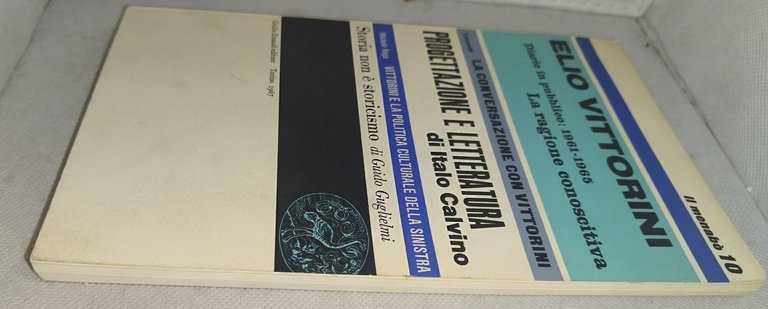 il menabò 10
ELIO VITTORINI
Diario in pubblico: 1961-1965
La ragione conoscitiva
LA CONVERSAZIONE CON VITTORINI
PROGETTAZIONE E LETTERATURA
di Italo Calvino
Michele Rago
VITTORINI E LA POLITICA CULTURALE DELLA SINISTRA
Storia non è storicismo di Guido Guglielmi
Giulio Einaudi editore Torino 1967